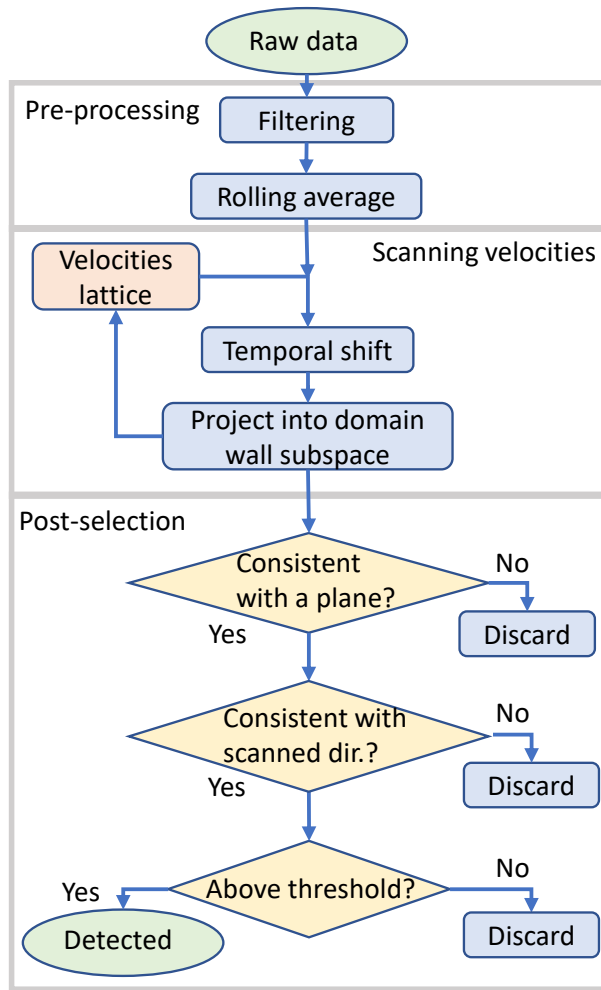 Raw data
Pre-processing
Filtering
Rolling average
Scanning velocities
Velocities
lattice
Temporal shift
Project into domain
wall subspace
Post-selection
Consistent
with a plane?
No
Yes
Discard
Consistent with
scanned dir.?
No
Yes
Discard
Above threshold?
No
Yes
Discard
Detected